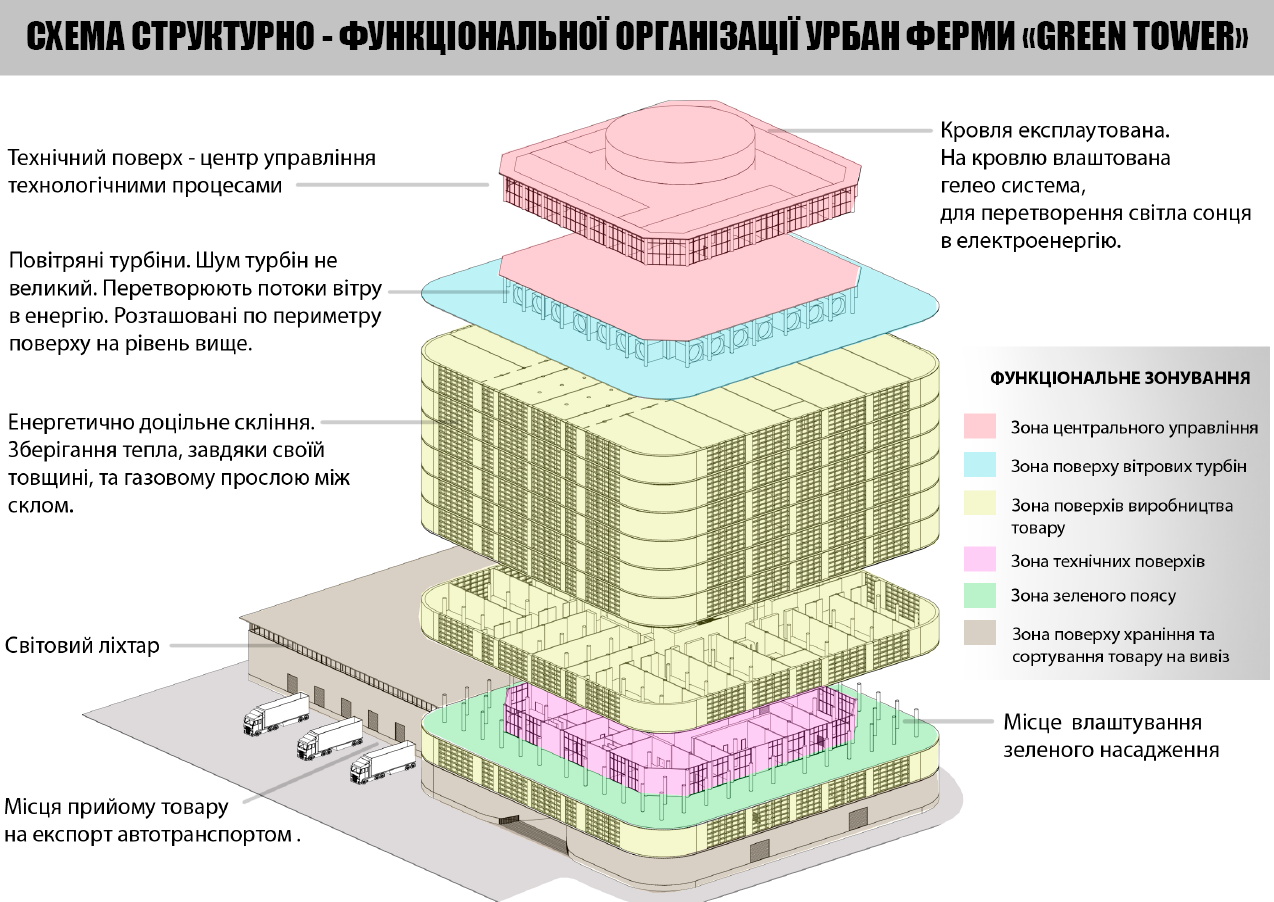 СХЕМА СТРУКТУРНО - ФУНКЦІОНАЛЬНОЇ ОРГАНІЗАЦІЇ УРБАН ФЕРМИ «GREEN TOWER»
Технічний поверх - центр управління
технологічними процесами
Кровля експлаутована.
На кровлю влаштована
гелео система,
для перетворення світла сонця
в електроенергію.
Повітряні турбіни. Шум турбін не
великий. Перетворюють потоки вітру
в енергію. Розташовані по периметру
поверху на рівень вище.
Енергетично доцільне скління.
Зберігання тепла, завдяки своїй
товщині, та газовому прослою між
склом.
ФУНКЦІОНАЛЬНЕ ЗОНУВАННЯ
Зона центрального управління
Зона поверху вітрових турбін
Зона поверхів виробництва
товару
Зона технічних поверхів
Зона зеленого поясу
Зона поверху храніння та
сортування товару на вивіз
Світовий ліхтар
Місце влаштування
зеленого насадження
Місця прийому товару
на експорт автотранспортом .